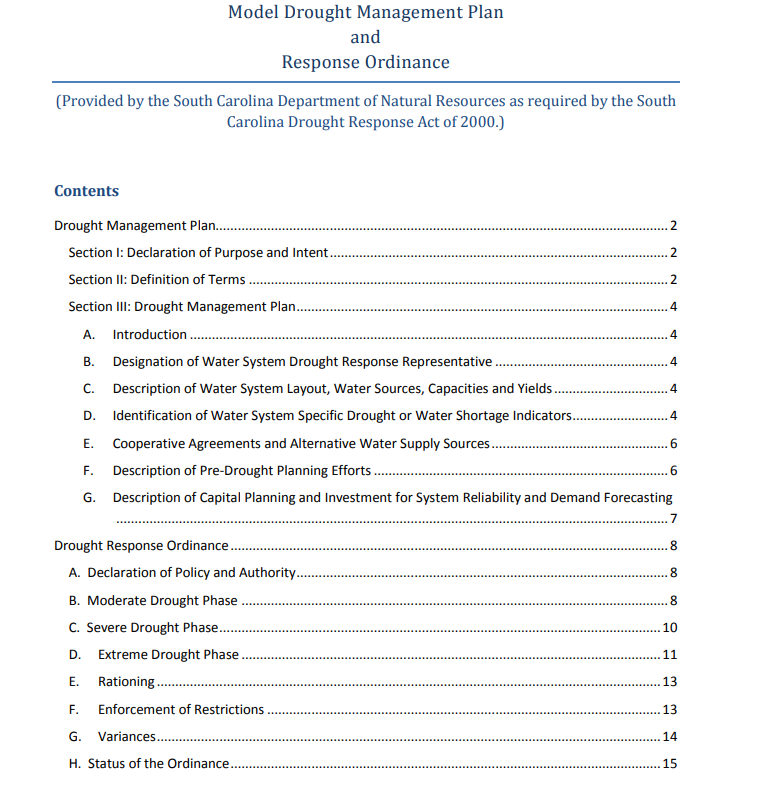 Model Drought Management Plan
and
Response Ordinance
(Provided by the South Carolina Department of Natural Resources as required by the South
Carolina Drought Response Act of 2000.)
Contents
Drought Management Plan.......... 2
Section I: Declaration of Purpose and Intent.......... 2
Section II: Definition of Terms .......... 2
Section III: Drought Management Plan.......... 4
A. Introduction .......... 4
B. Designation of Water System Drought Response Representative .......... 4
C. Description of Water System Layout, Water Sources, Capacities and Yields .......... 4
D. Identification of Water System Specific Drought or Water Shortage Indicators.......... 4
E. Cooperative Agreements and Alternative Water Supply Sources .......... 6
F. Description of Pre-Drought Planning Efforts .......... 6
G. Description of Capital Planning and Investment for System Reliability and Demand Forecasting
.......... 7
Drought Response Ordinance .......... 8
A. Declaration of Policy and Authority.......... 8
B. Moderate Drought Phase .......... 8
C. Severe Drought Phase.......... 10
D. Extreme Drought Phase .......... 11
E. Rationing .......... 13
F. Enforcement of Restrictions .......... 13
G. Variances.......... 14
H. Status of the Ordinance.......... 15